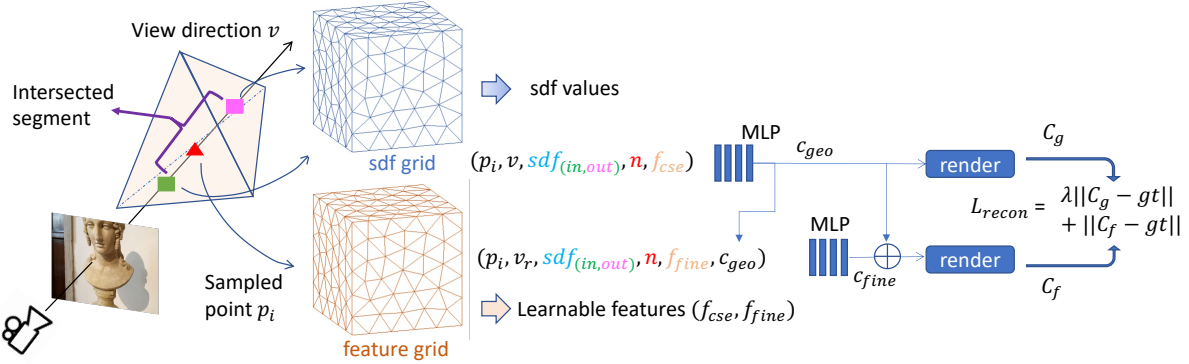 View direction v
Intersected
segment
sdf values
sdf grid
(p_i, v, sdf_(in,out), n, f_cse)
MLP
c_geo
render
C_g
L_recon = λ||C_g − gt||
+ ||C_f − gt||
(p_i, v_r, sdf_(in,out), n, f_fine, c_geo)
MLP
c_fine
render
C_f
Sampled
point p_i
Learnable features (f_cse, f_fine)
feature grid